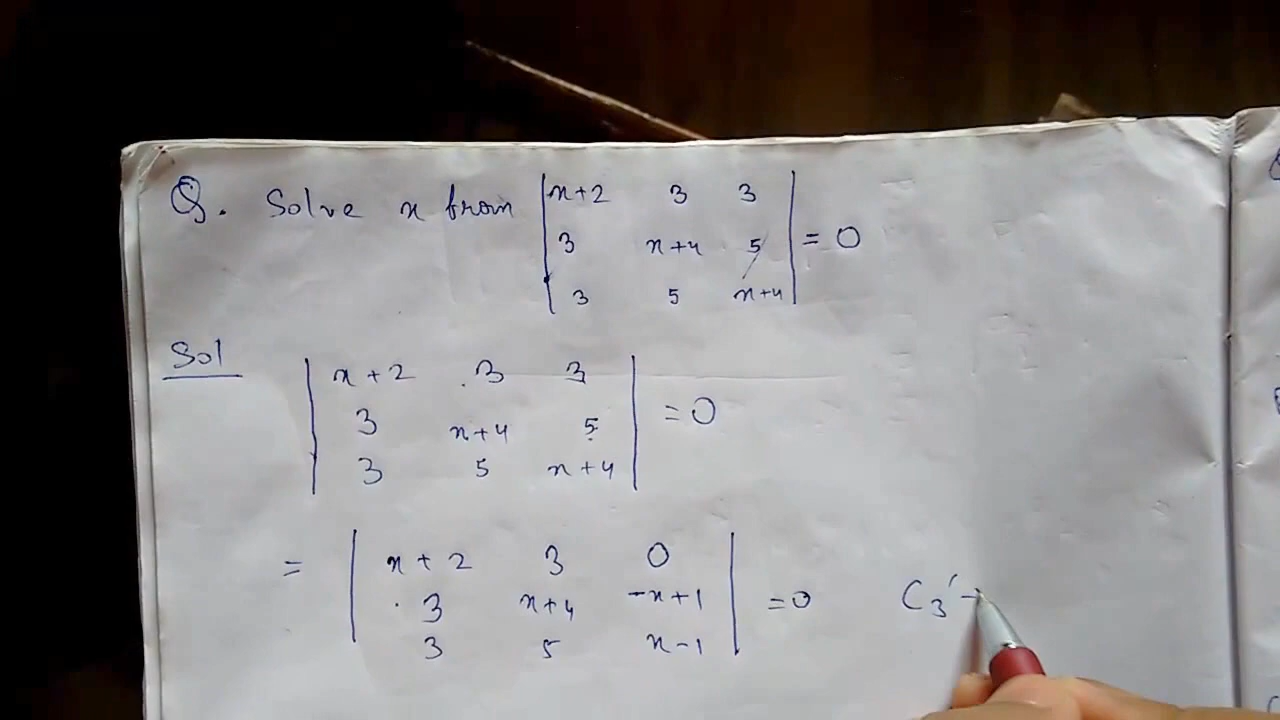 Q. Solve x from | x+2 3 3 |
| 3 x+4 5 | = 0
| 3 5 x+4 |
Sol
| x+2 3 3 |
| 3 x+4 5 | = 0
| 3 5 x+4 |
= | x+2 3 0 |
| 3 x+4 -x+1 | = 0 C₃' -
| 3 5 x-1 |